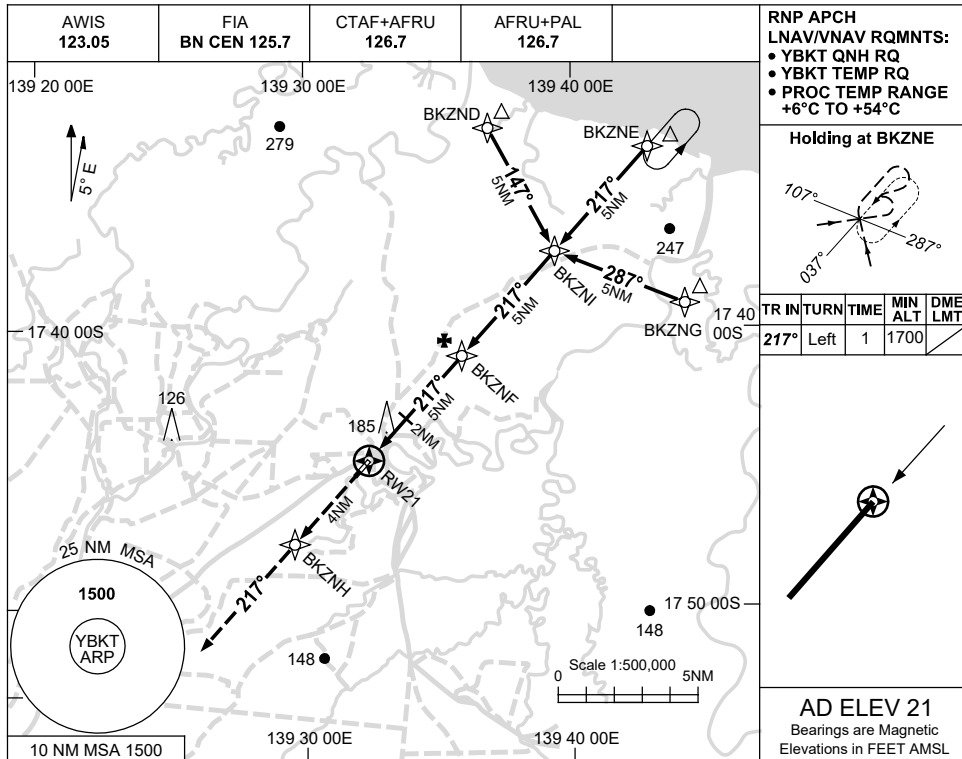 AWIS
123.05
FIA
BN CEN 125.7
CTAF+AFRU
126.7
AFRU+PAL
126.7
RNP APCH
LNAV/VNAV RQMNTS:
• YBKT QNH RQ
• YBKT TEMP RQ
• PROC TEMP RANGE
+6°C TO +54°C
139 20 00E
139 30 00E
139 40 00E
5° E
279
BKZND
BKZNE
147°
5NM
217°
5NM
247
BKZNI
287°
5NM
BKZNG
217°
5NM
17 40 00S
17 40
00S
BKZNF
217°
5NM
2NM
126
185
RW21
4NM
BKZNH
217°
25 NM MSA
1500
YBKT
ARP
10 NM MSA 1500
148
148
17 50 00S
Scale 1:500,000
0
5NM
139 30 00E
139 40 00E
Holding at BKZNE
107°
287°
037°
TR IN TURN TIME MIN ALT DME LMT
217° Left 1 1700
AD ELEV 21
Bearings are Magnetic
Elevations in FEET AMSL